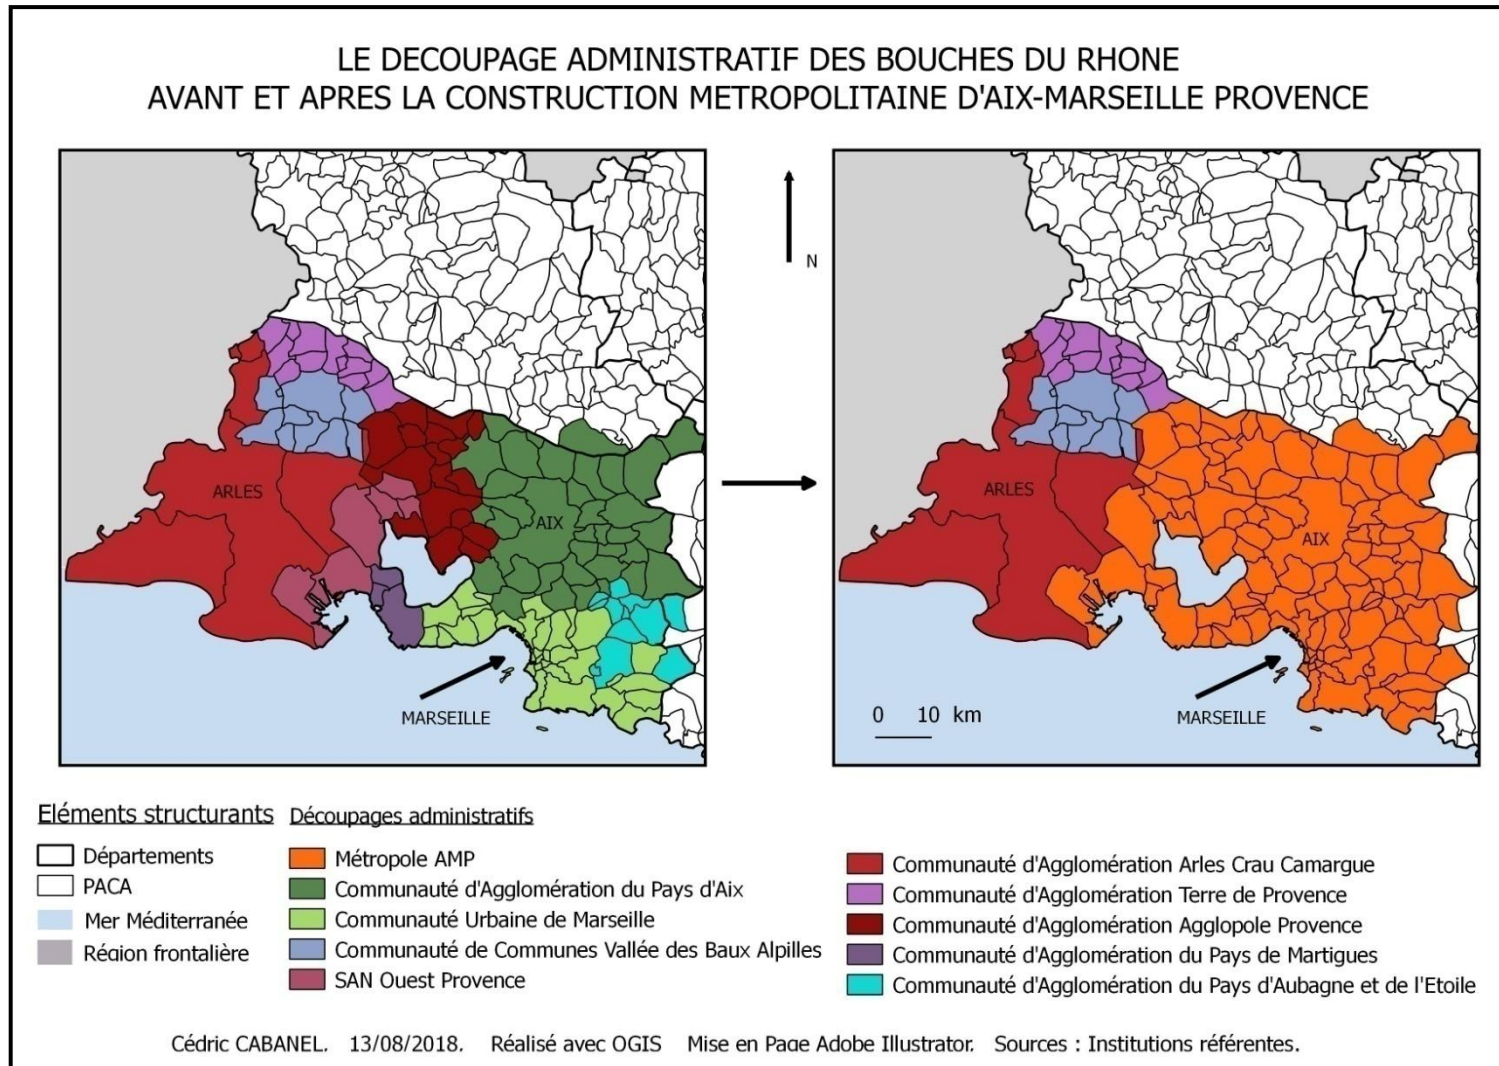 LE DECOUPAGE ADMINISTRATIF DES BOUCHES DU RHONE
AVANT ET APRES LA CONSTRUCTION METROPOLITAINE D'AIX-MARSEILLE PROVENCE
N
ARLES
AIX
MARSEILLE
ARLES
AIX
MARSEILLE
0 10 km
Eléments structurants
Départements
PACA
Mer Méditerranée
Région frontalière
Découpages administratifs
Métropole AMP
Communauté d'Agglomération du Pays d'Aix
Communauté Urbaine de Marseille
Communauté de Communes Vallée des Baux Alpilles
SAN Ouest Provence
Communauté d'Agglomération Arles Crau Camargue
Communauté d'Agglomération Terre de Provence
Communauté d'Agglomération Agglopole Provence
Communauté d'Agglomération du Pays de Martigues
Communauté d'Agglomération du Pays d'Aubagne et de l'Etoile
Cédric CABANEL. 13/08/2018. Réalisé avec QGIS Mise en Page Adobe Illustrator. Sources : Institutions référentes.